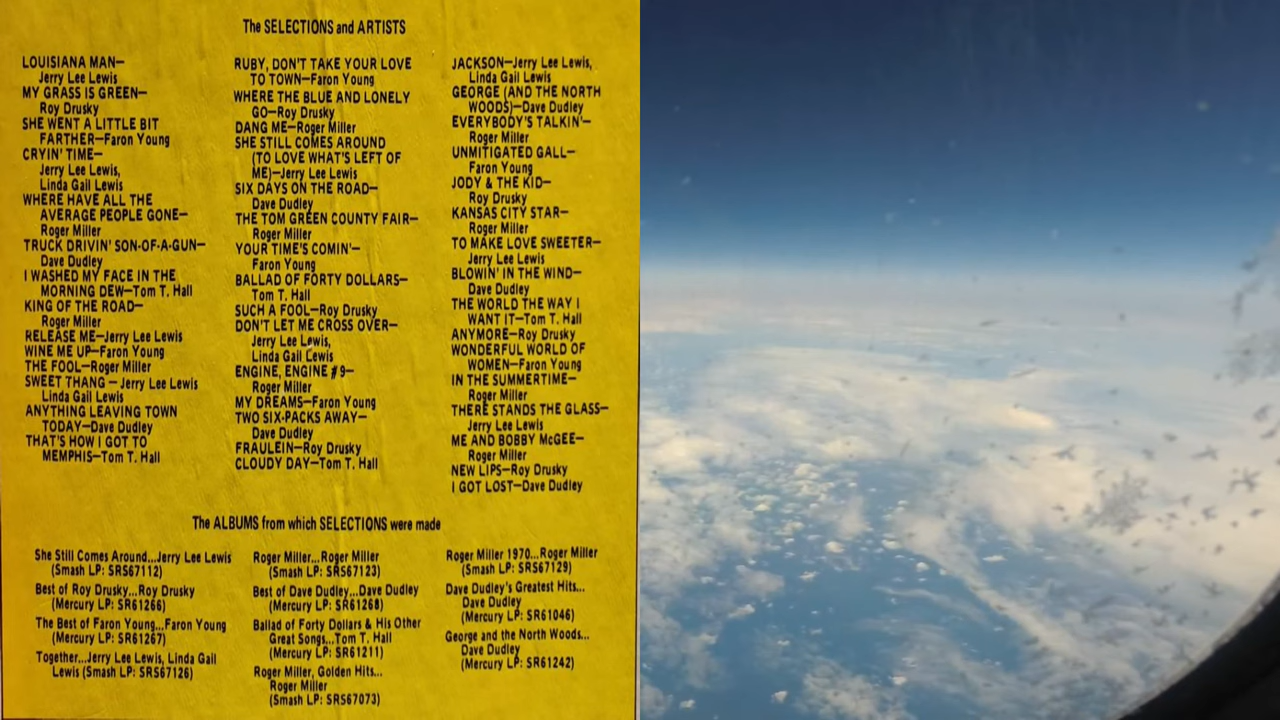 The SELECTIONS and ARTISTS
LOUISIANA MAN—
Jerry Lee Lewis
MY GRASS IS GREEN—
Roy Drusky
SHE WENT A LITTLE BIT
FARTHER—Faron Young
CRYIN' TIME—
Jerry Lee Lewis,
Linda Gail Lewis
WHERE HAVE ALL THE
AVERAGE PEOPLE GONE—
Roger Miller
TRUCK DRIVIN' SON-OF-A-GUN—
Dave Dudley
I WASHED MY FACE IN THE
MORNING DEW—Tom T. Hall
KING OF THE ROAD—
Roger Miller
RELEASE ME—Jerry Lee Lewis
WINE ME UP—Faron Young
THE FOOL—Roger Miller
SWEET THANG — Jerry Lee Lewis
Linda Gail Lewis
ANYTHING LEAVING TOWN
TODAY—Dave Dudley
THAT'S HOW I GOT TO
MEMPHIS—Tom T. Hall
RUBY, DON'T TAKE YOUR LOVE
TO TOWN—Faron Young
WHERE THE BLUE AND LONELY
GO—Roy Drusky
DANG ME—Roger Miller
SHE STILL COMES AROUND
(TO LOVE WHAT'S LEFT OF
ME)—Jerry Lee Lewis
SIX DAYS ON THE ROAD—
Dave Dudley
THE TOM GREEN COUNTY FAIR—
Roger Miller
YOUR TIME'S COMIN'—
Faron Young
BALLAD OF FORTY DOLLARS—
Tom T. Hall
SUCH A FOOL—Roy Drusky
DON'T LET ME CROSS OVER—
Jerry Lee Lewis,
Linda Gail Lewis
ENGINE, ENGINE #9—
Roger Miller
MY DREAMS—Faron Young
TWO SIX-PACKS AWAY—
Dave Dudley
FRAULEIN—Roy Drusky
CLOUDY DAY—Tom T. Hall
JACKSON—Jerry Lee Lewis,
Linda Gail Lewis
GEORGE (AND THE NORTH
WOODS)—Dave Dudley
EVERYBODY'S TALKIN'—
Roger Miller
UNMITIGATED GALL—
Faron Young
JODY & THE KID—
Roy Drusky
KANSAS CITY STAR—
Roger Miller
TO MAKE LOVE SWEETER—
Jerry Lee Lewis
BLOWIN' IN THE WIND—
Dave Dudley
THE WORLD THE WAY I
WANT IT—Tom T. Hall
ANYMORE—Roy Drusky
WONDERFUL WORLD OF
WOMEN—Faron Young
IN THE SUMMERTIME—
Roger Miller
THERE STANDS THE GLASS—
Jerry Lee Lewis
ME AND BOBBY McGEE—
Roger Miller
NEW LIPS—Roy Drusky
I GOT LOST—Dave Dudley
The ALBUMS from which SELECTIONS were made
She Still Comes Around...Jerry Lee Lewis
(Smash LP: SRS67112)
Best of Roy Drusky...Roy Drusky
(Mercury LP: SR61266)
The Best of Faron Young...Faron Young
(Mercury LP: SR61267)
Together...Jerry Lee Lewis, Linda Gail
Lewis (Smash LP: SRS67126)
Roger Miller...Roger Miller
(Smash LP: SRS67123)
Best of Dave Dudley...Dave Dudley
(Mercury LP: SR61268)
Ballad of Forty Dollars & His Other
Great Songs...Tom T. Hall
(Mercury LP: SR61211)
Roger Miller, Golden Hits...
Roger Miller
(Smash LP: SRS67073)
Roger Miller 1970...Roger Miller
(Smash LP: SRS67129)
Dave Dudley's Greatest Hits...
Dave Dudley
(Mercury LP: SR61046)
George and the North Woods...
Dave Dudley
(Mercury LP: SR61242)